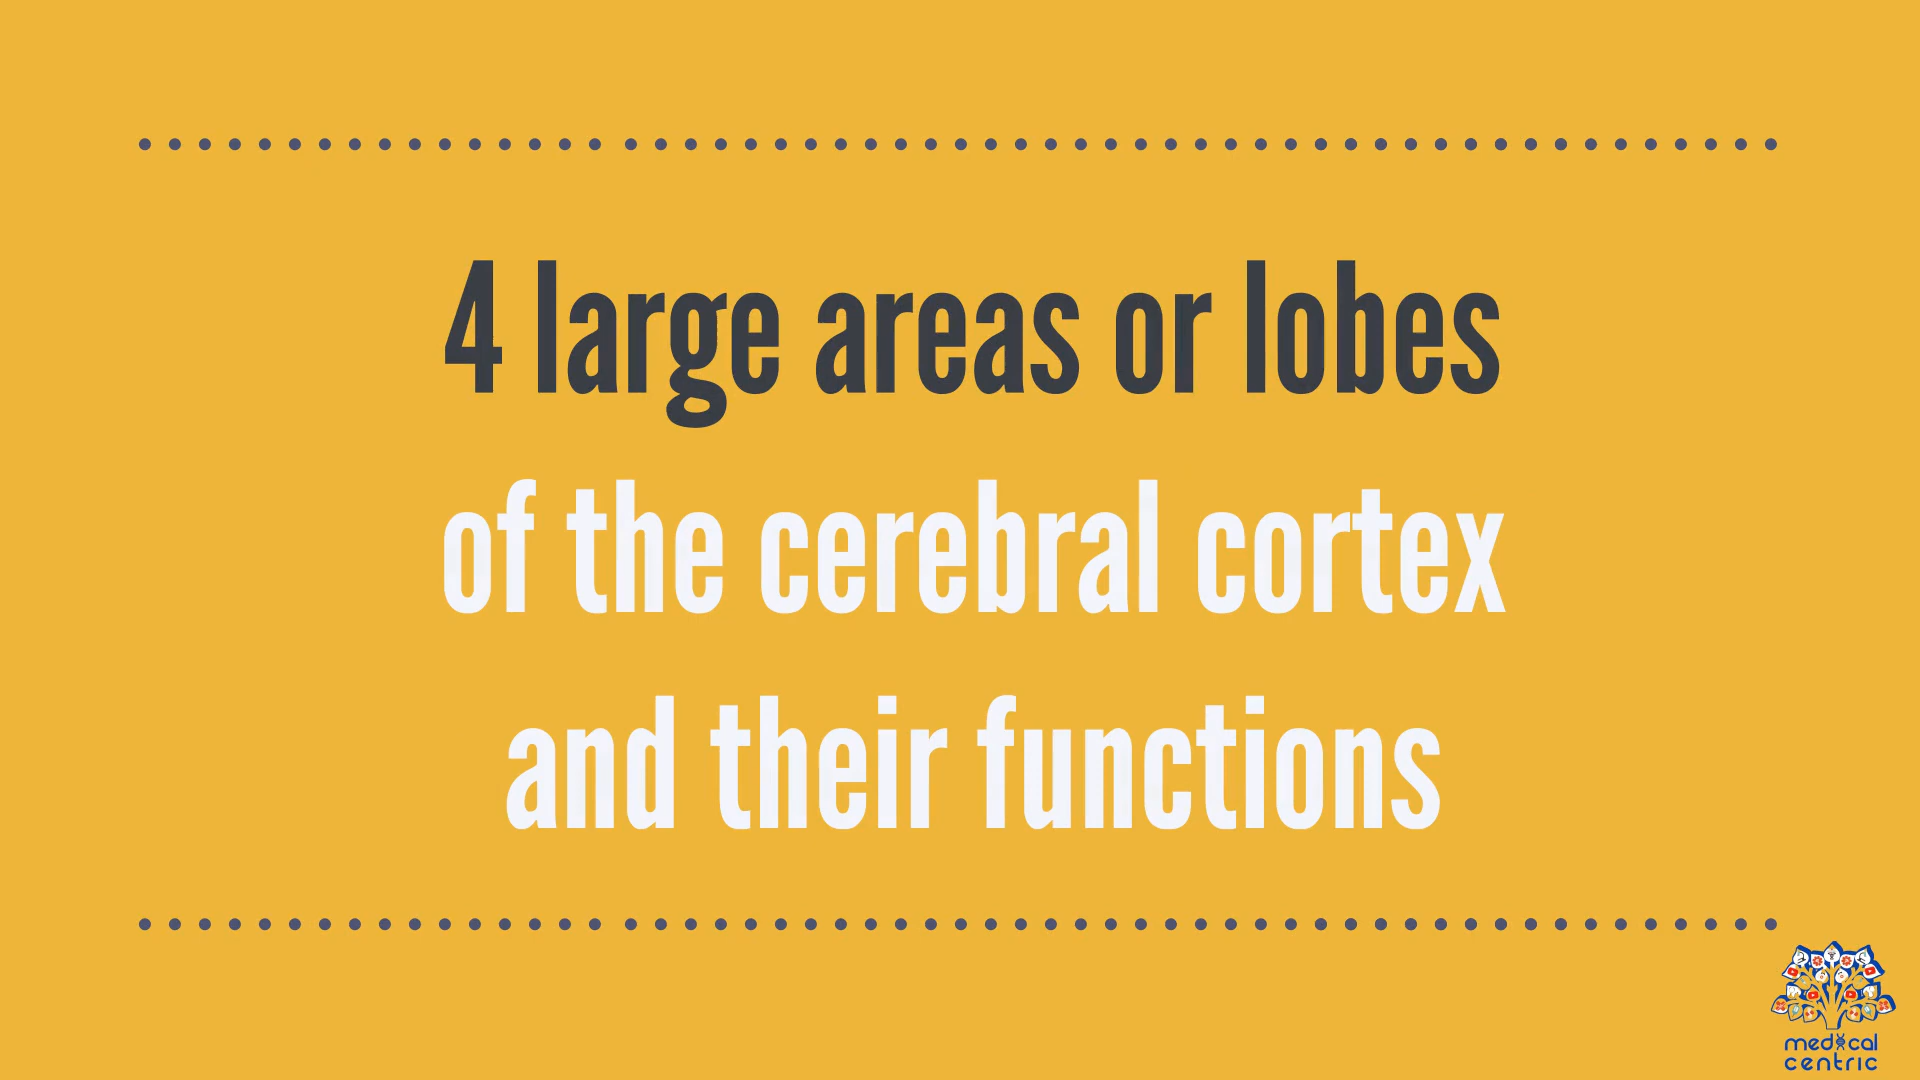 4 large areas or lobes
of the cerebral cortex
and their functions
medical
centric